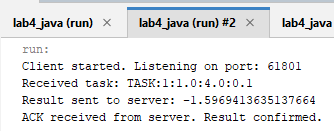 lab4_java (run) × lab4_java (run) #2 × lab4_java
run:
Client started. Listening on port: 61801
Received task: TASK:1:1.0:4.0:0.1
Result sent to server: -1.5969413635137664
ACK received from server. Result confirmed.